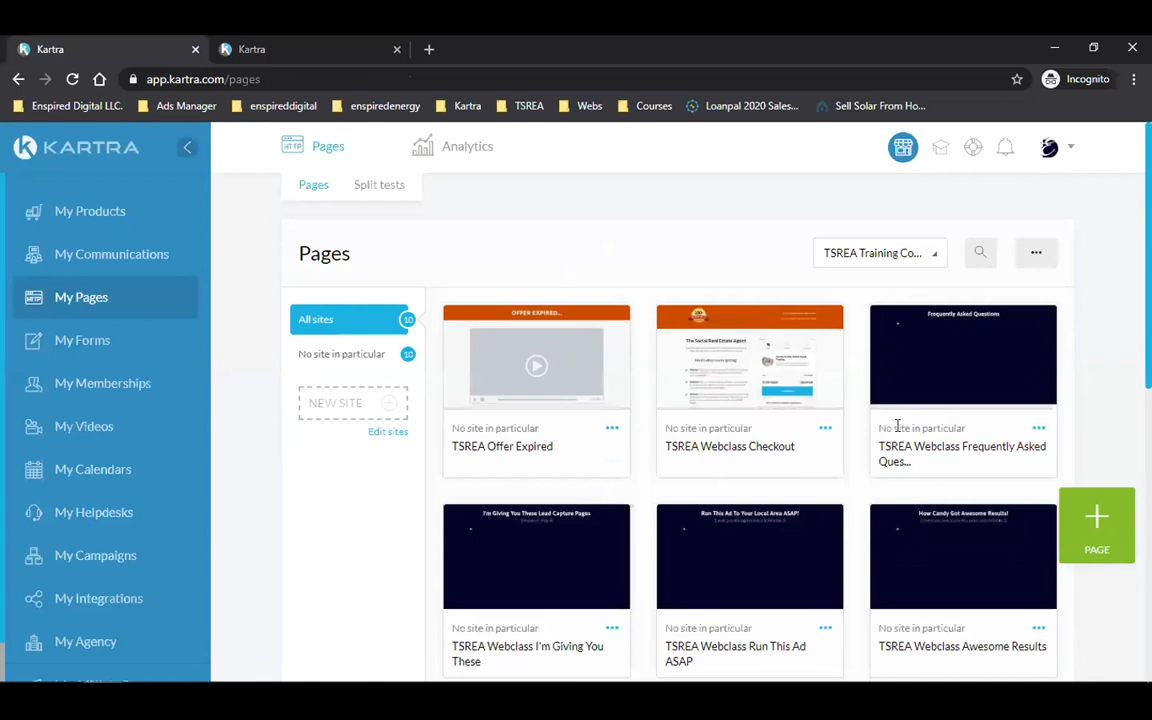 Kartra
Kartra
app.kartra.com/pages
Incognito
Enspired Digital LLC.
Ads Manager
enspireddigital
enspiredenergy
Kartra
TSREA
Webs
Courses
Loanpal 2020 Sales...
Sell Solar From Ho...
KARTRA
Pages
Analytics
Pages
Split tests
My Products
My Communications
My Pages
My Forms
My Memberships
My Videos
My Calendars
My Helpdesks
My Campaigns
My Integrations
My Agency
Pages
TSREA Training Co...
All sites
10
No site in particular
10
NEW SITE
Edit sites
OFFER EXPIRED...
No site in particular
TSREA Offer Expired
The Social Real Estate Agent
No site in particular
TSREA Webclass Checkout
Frequently Asked Questions
No site in particular
TSREA Webclass Frequently Asked
Ques...
I'm Giving You These Lead Capture Pages
No site in particular
TSREA Webclass I'm Giving You
These
Run This Ad To Your Local Area ASAP!
No site in particular
TSREA Webclass Run This Ad
ASAP
How Candy Got Awesome Results!
No site in particular
TSREA Webclass Awesome Results
PAGE